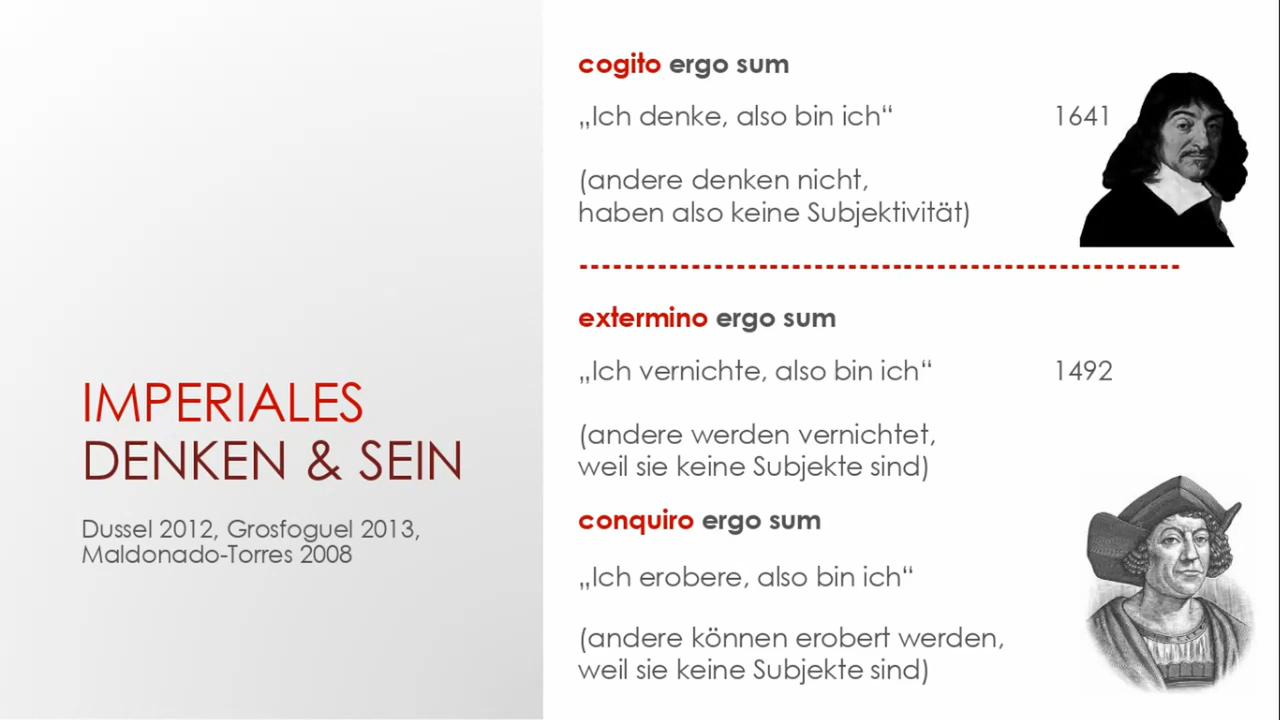 IMPERIALES
DENKEN & SEIN
Dussel 2012, Grosfoguel 2013,
Maldonado-Torres 2008
cogito ergo sum
„Ich denke, also bin ich“ 1641
(andere denken nicht,
haben also keine Subjektivität)
extermino ergo sum
„Ich vernichte, also bin ich“ 1492
(andere werden vernichtet,
weil sie keine Subjekte sind)
conquiro ergo sum
„Ich erobere, also bin ich“
(andere können erobert werden,
weil sie keine Subjekte sind)